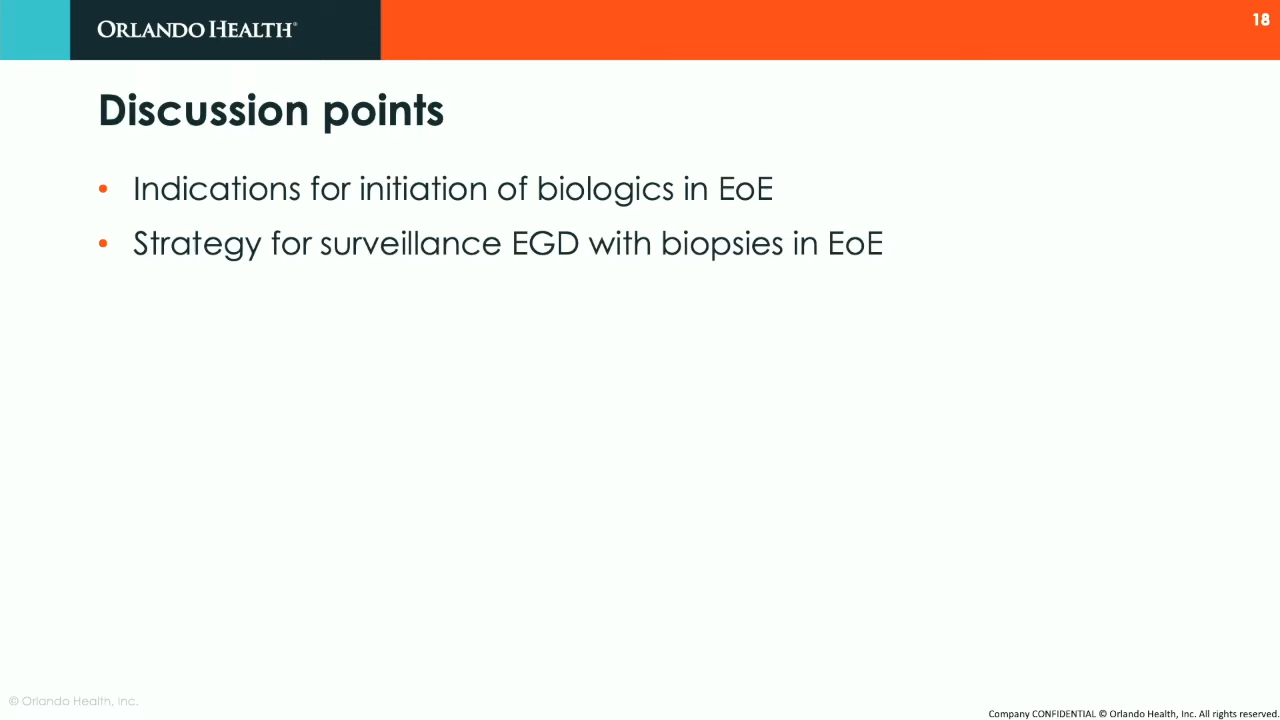 ORLANDO HEALTH®
18
Discussion points
• Indications for initiation of biologics in EoE
• Strategy for surveillance EGD with biopsies in EoE
© Orlando Health, Inc.
Company CONFIDENTIAL © Orlando Health, Inc. All rights reserved.